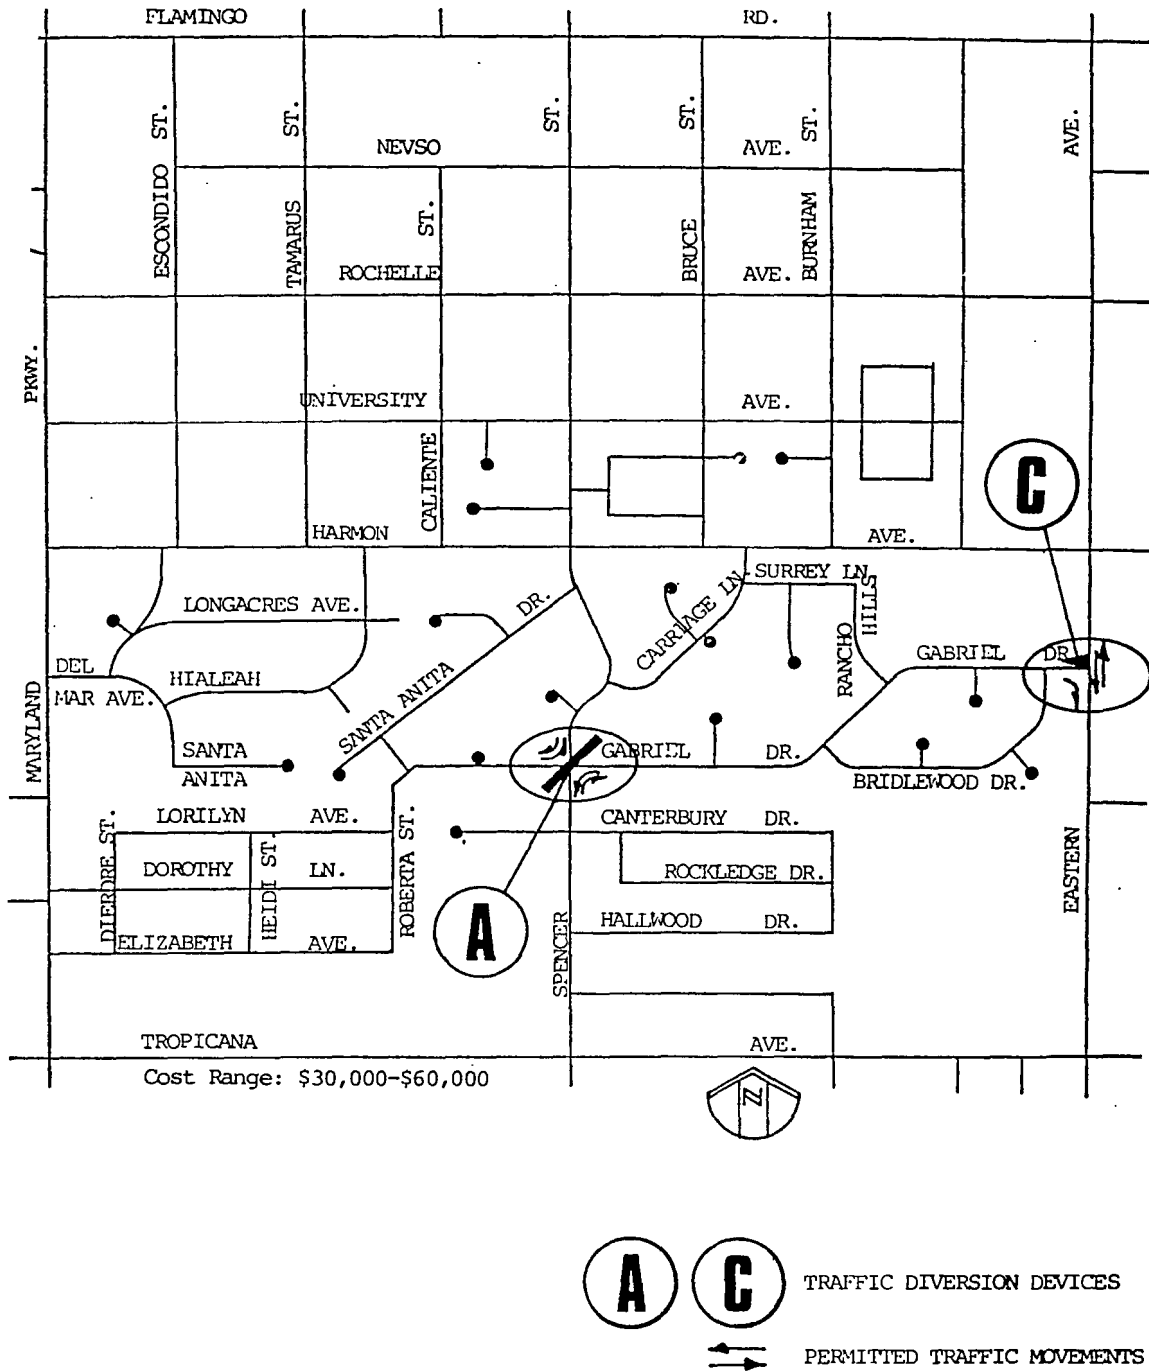 FLAMINGO RD.
ESCONDIDO ST.
TAMARUS ST.
NEVSO AVE.
ST.
ST.
BRUCE ST.
BURNHAM ST.
AVE.
ROCHELLE AVE.
PKWY.
UNIVERSITY AVE.
CALIENTE
C
HARMON AVE.
SURREY LN.
LONGACRES AVE.
DR.
CARRIAGE LN.
RANCHO HILLS
DEL
MAR AVE.
HIALEAH
GABRIEL DR.
MARYLAND
SANTA ANITA
SANTA
ANITA
GABRIEL DR.
BRIDLEWOOD DR.
LORILYN AVE.
CANTERBURY DR.
DIERDRE ST.
DOROTHY LN.
HEIDI ST.
ROBERTA ST.
ROCKLEDGE DR.
EASTERN
A
ELIZABETH AVE.
SPENCER
HALLWOOD DR.
TROPICANA AVE.
Cost Range: $30,000-$60,000
N
A C TRAFFIC DIVERSION DEVICES
PERMITTED TRAFFIC MOVEMENTS